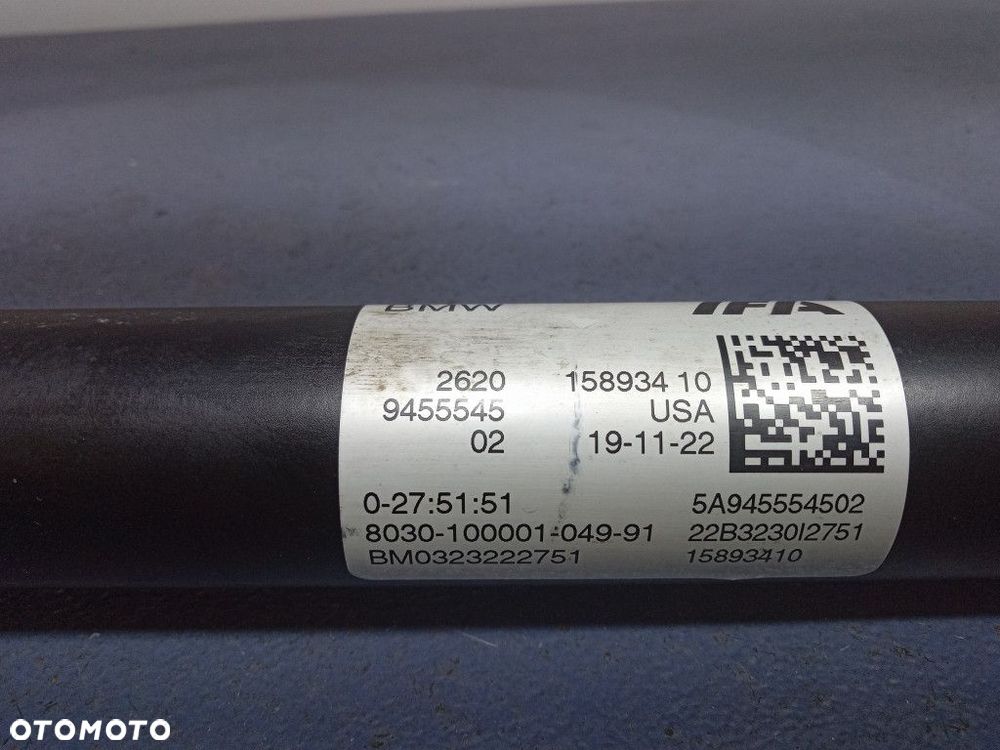 BMW IFA
2620 158934 10
9455545 USA
02 19-11-22
0-27:51:51 5A945554502
8030-100001-049-91 22B3230I2751
BM0323222751 15893410
OTOMOTO